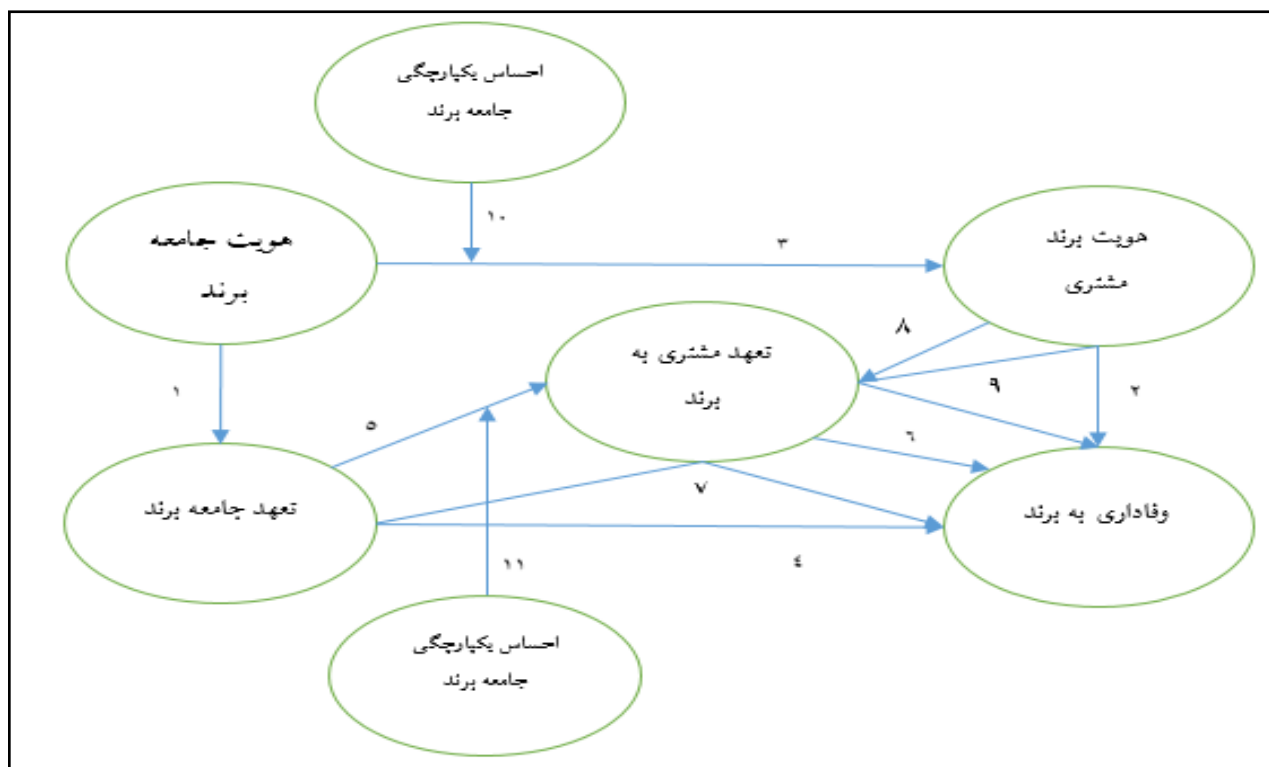 احساس یکپارچگی
جامعه برند
۱۰
هویت جامعه
برند
۳
هویت برند
مشتری
۸
تعهد مشتری به
برند
۹
۲
۱
۵
۶
تعهد جامعه برند
۷
وفاداری به برند
۱۱
٤
احساس یکپارچگی
جامعه برند